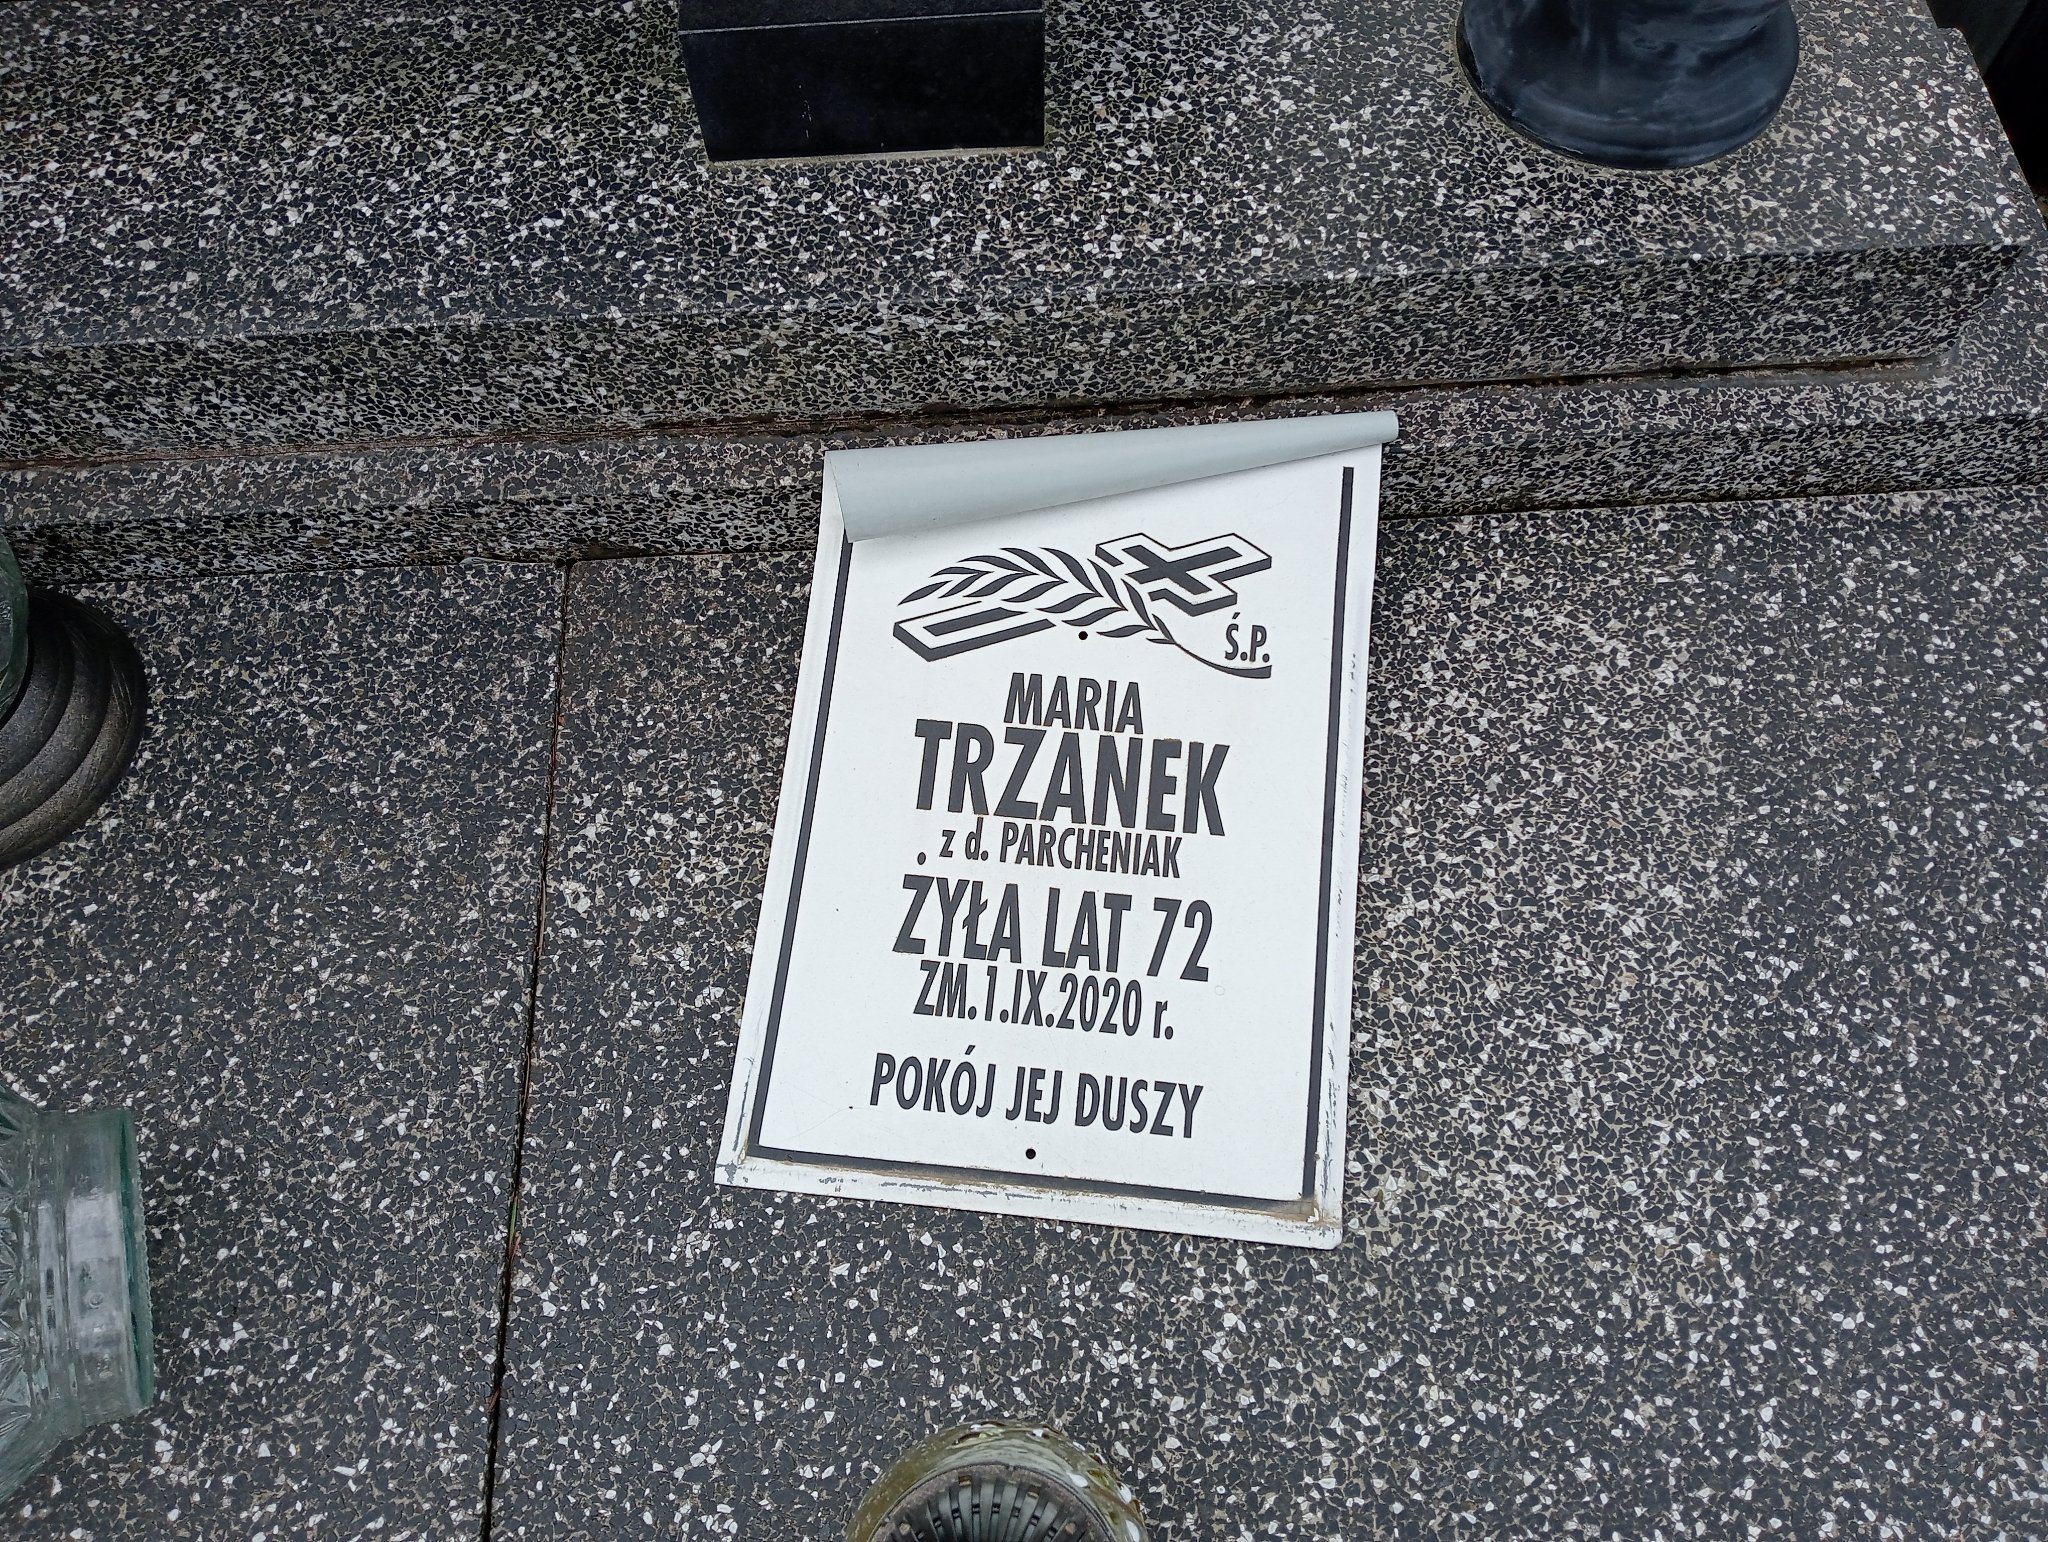 Ś.P.
MARIA
TRZANEK
z d. PARCHENIAK
ŻYŁA LAT 72
ZM.1.IX.2020 r.
POKÓJ JEJ DUSZY